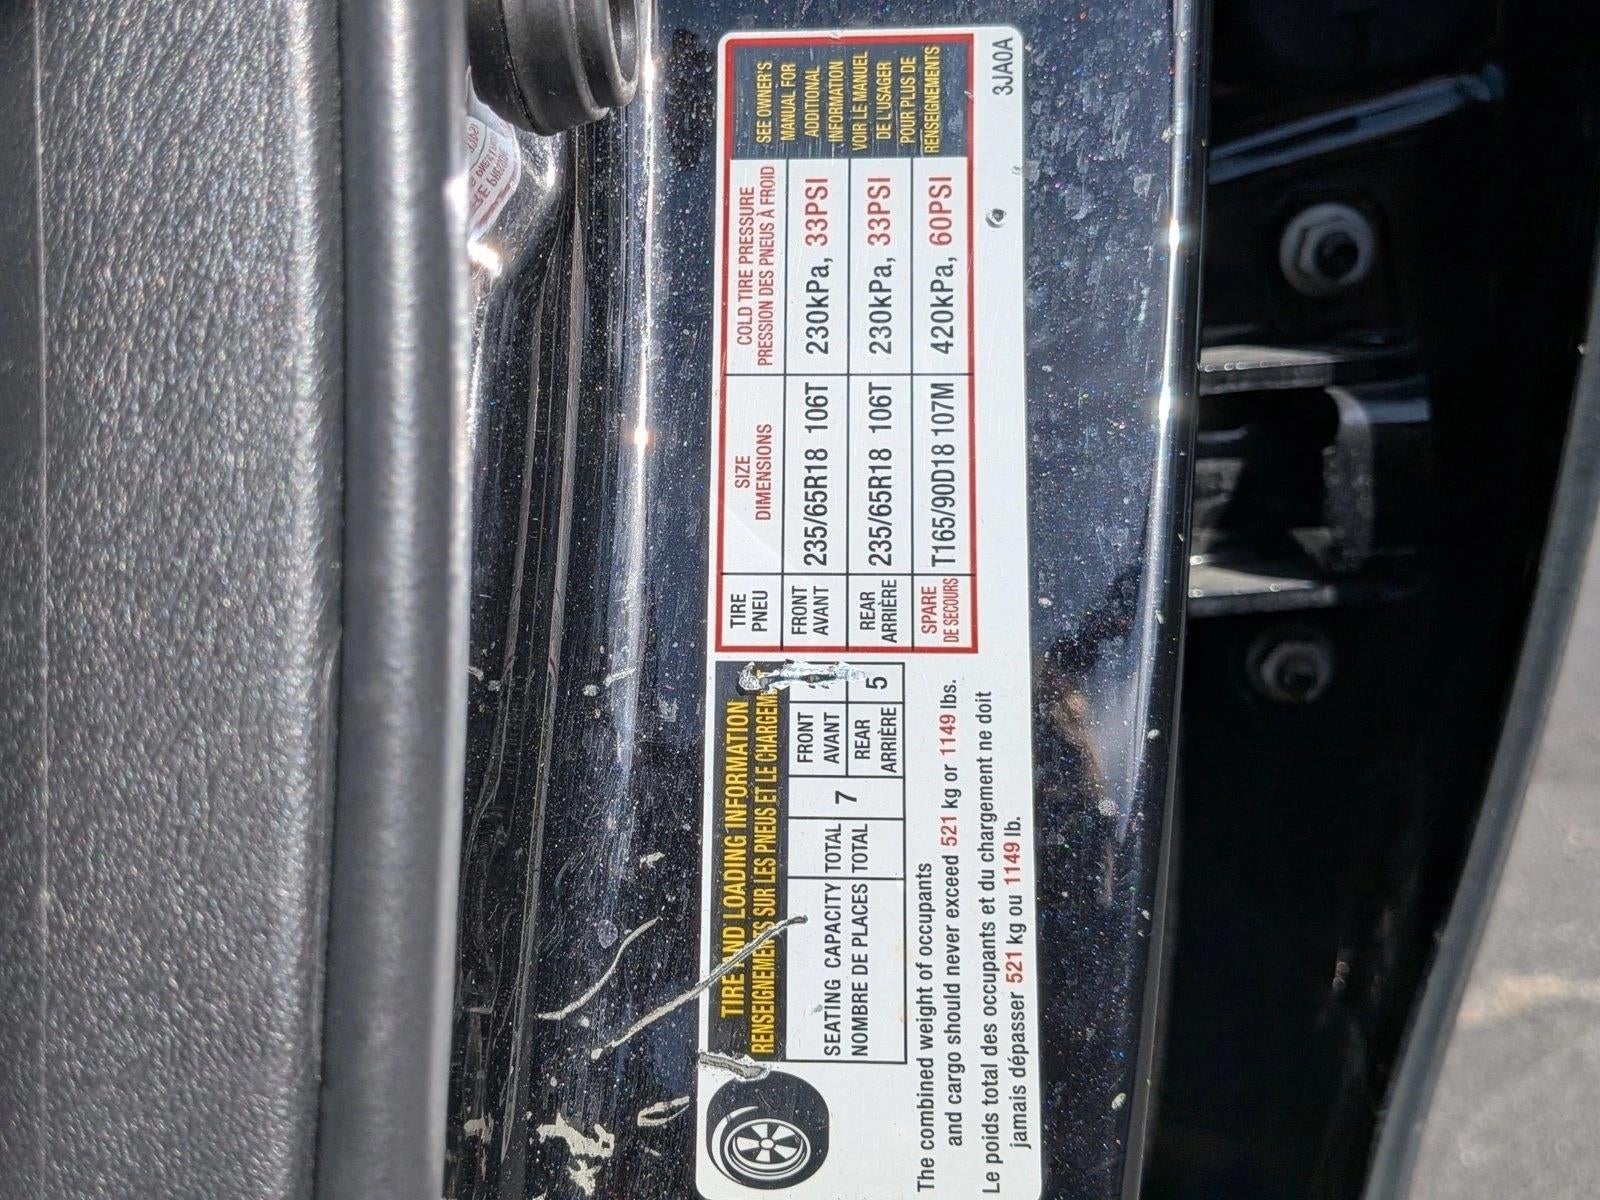 TIRE AND LOADING INFORMATION
RENSEIGNEMENTS SUR LES PNEUS ET LE CHARGEMENT
SEATING CAPACITY TOTAL 7 FRONT
NOMBRE DE PLACES TOTAL AVANT
REAR 5
ARRIÈRE
The combined weight of occupants
and cargo should never exceed 521 kg or 1149 lbs.
Le poids total des occupants et du chargement ne doit
jamais dépasser 521 kg ou 1149 lb.
TIRE SIZE COLD TIRE PRESSURE
PNEU DIMENSIONS PRESSION DES PNEUS À FROID
FRONT 235/65R18 106T 230kPa, 33PSI
AVANT
REAR 235/65R18 106T 230kPa, 33PSI
ARRIÈRE
SPARE T165/90D18 107M 420kPa, 60PSI
DE SECOURS
SEE OWNER'S
MANUAL FOR
ADDITIONAL
INFORMATION
VOIR LE MANUEL
DE L'USAGER
POUR PLUS DE
RENSEIGNEMENTS
3JA0A